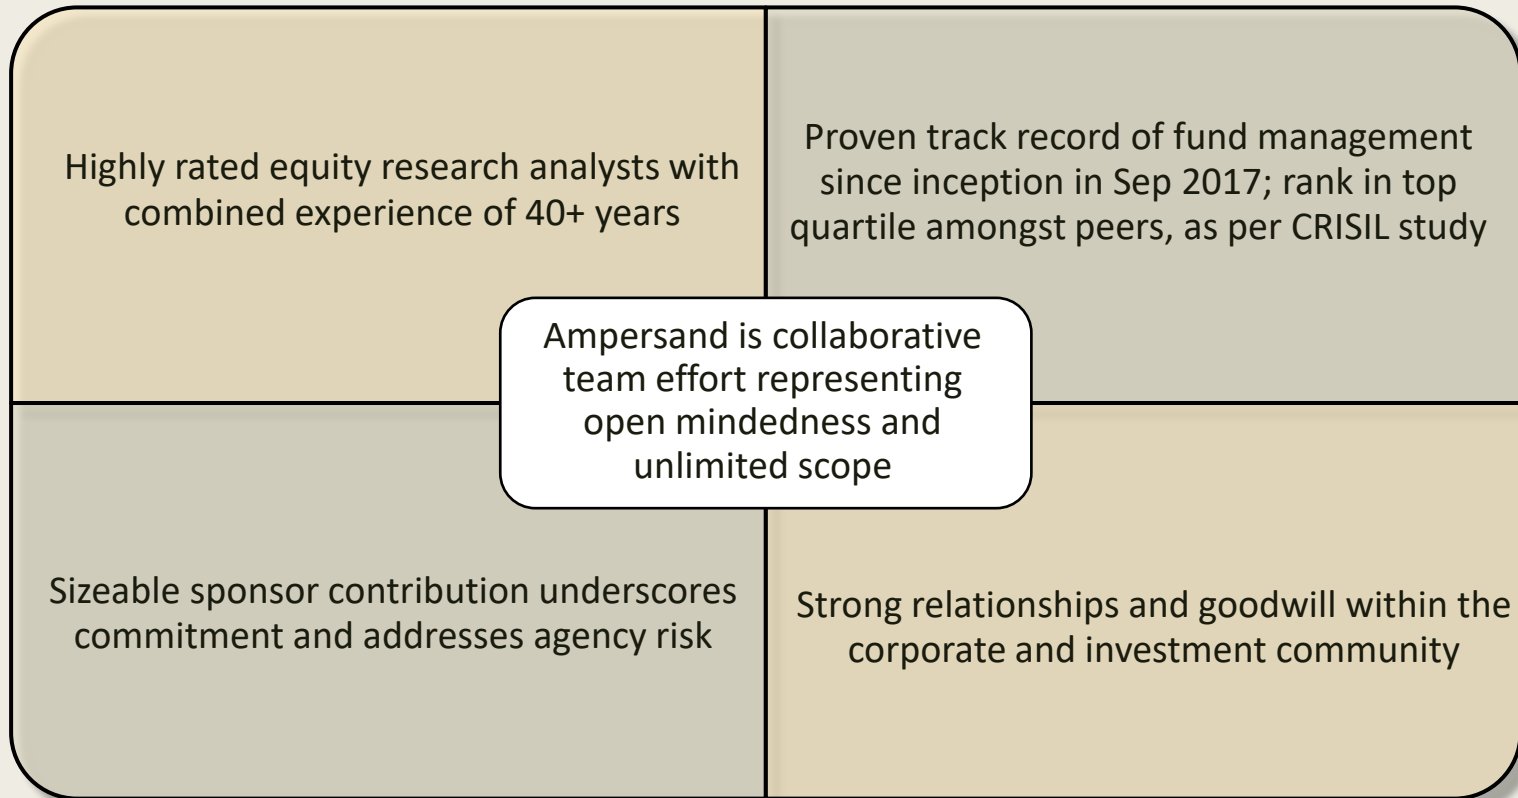 Highly rated equity research analysts with
combined experience of 40+ years
Proven track record of fund management
since inception in Sep 2017; rank in top
quartile amongst peers, as per CRISIL study
Ampersand is collaborative
team effort representing
open mindedness and
unlimited scope
Sizeable sponsor contribution underscores
commitment and addresses agency risk
Strong relationships and goodwill within the
corporate and investment community